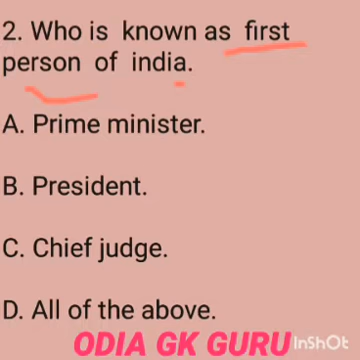 2. Who is known as first
person of india.
A. Prime minister.
B. President.
C. Chief judge.
D. All of the above.
ODIA GK GURU
InShOt